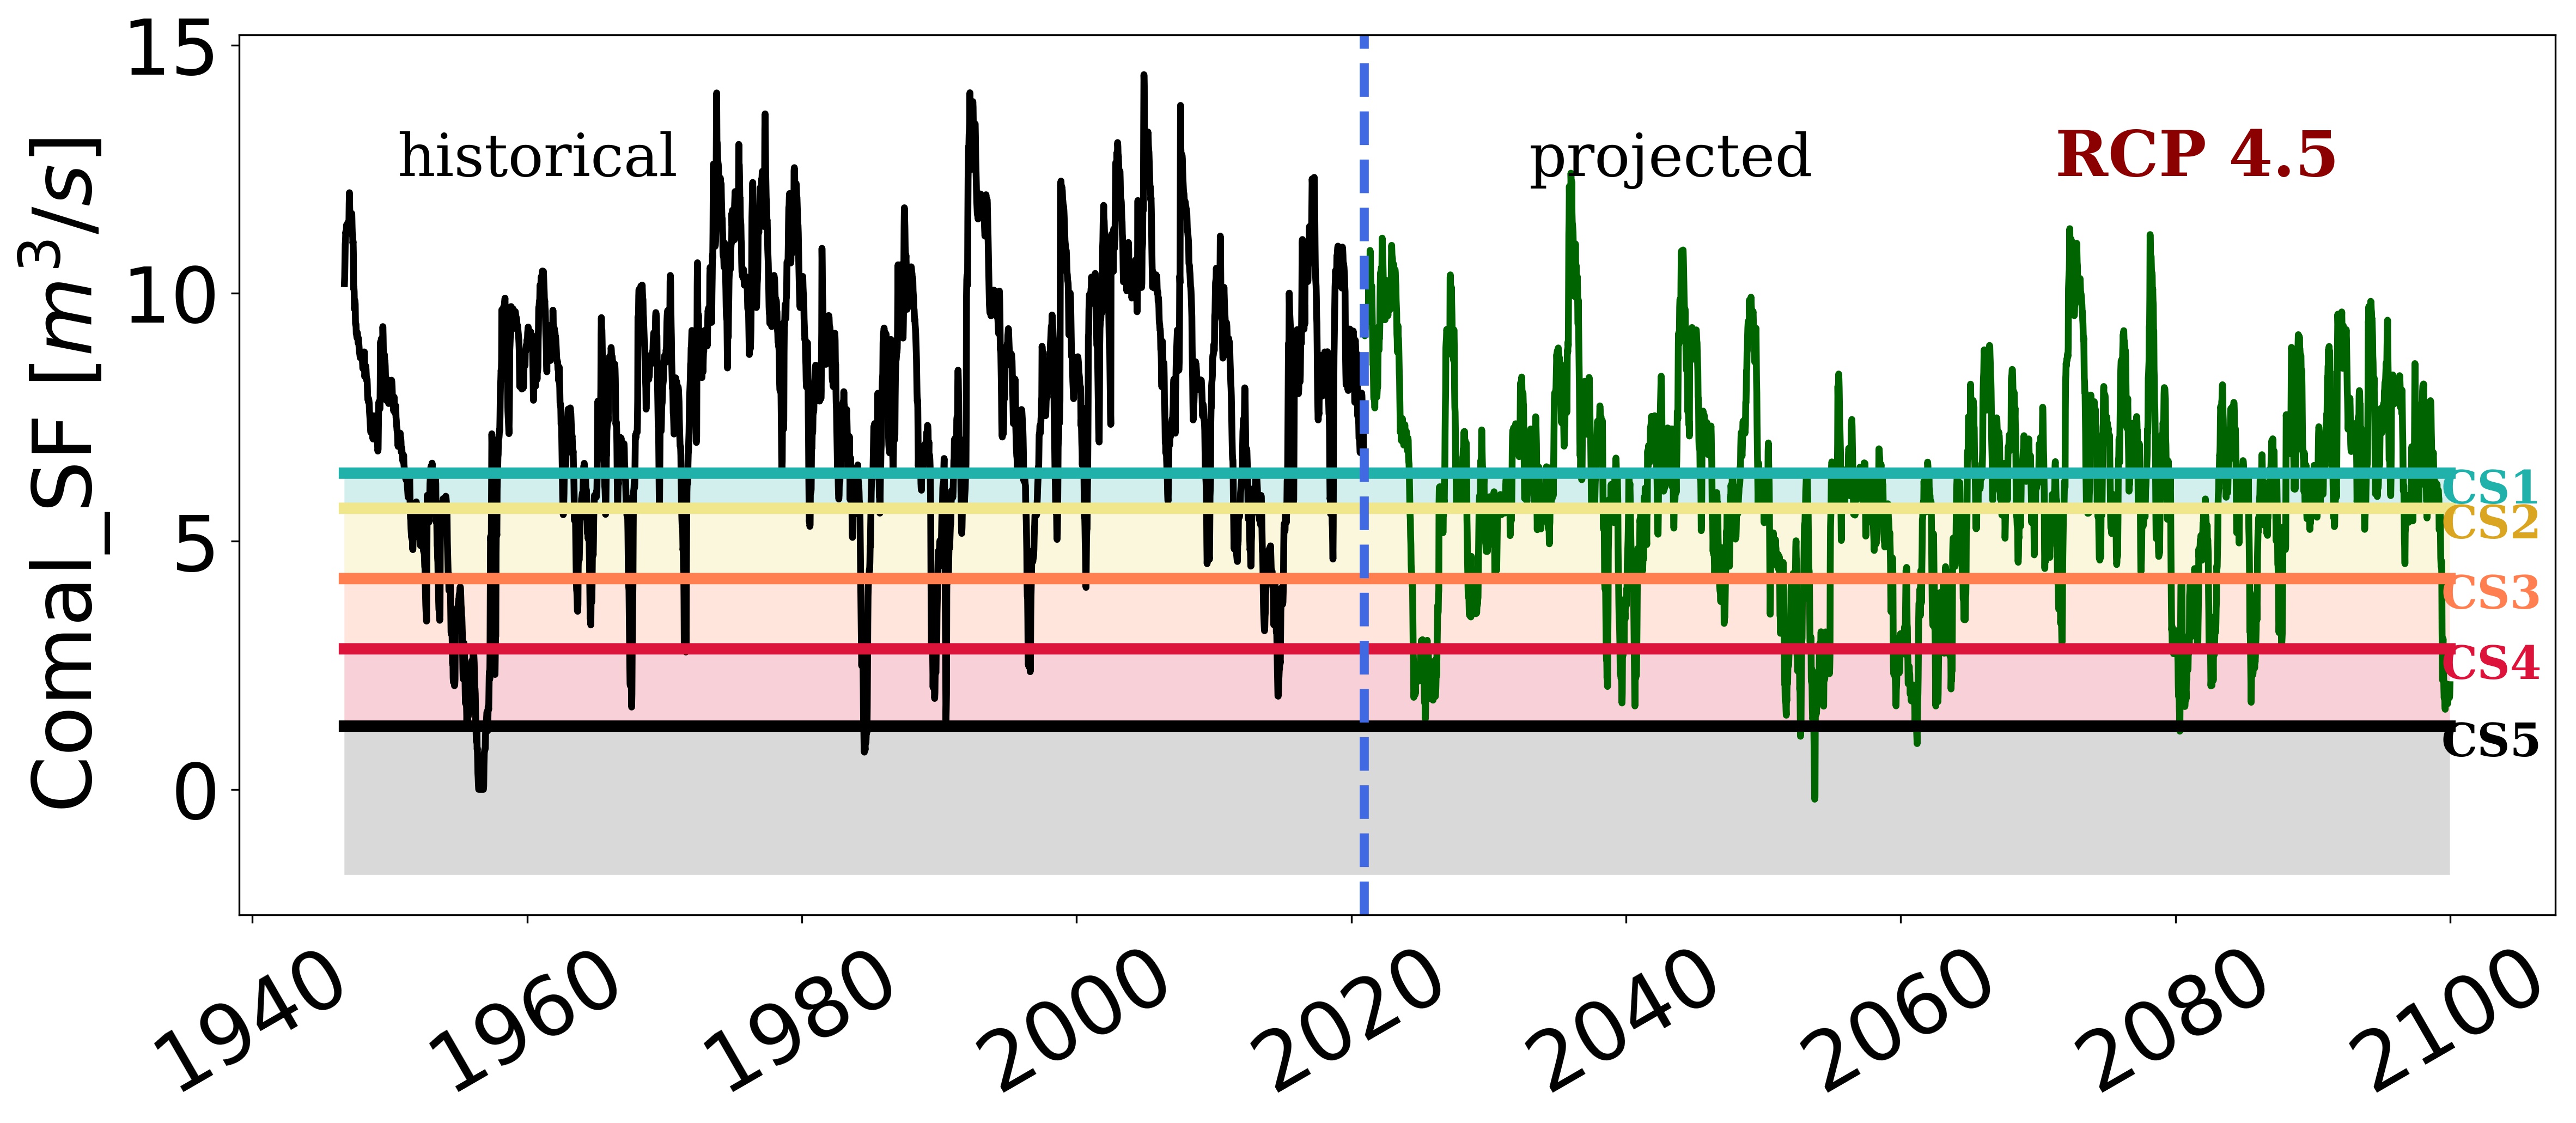 Comal_SF [m³/s]
15
10
5
0
historical
projected
RCP 4.5
CS1
CS2
CS3
CS4
CS5
1940
1960
1980
2000
2020
2040
2060
2080
2100